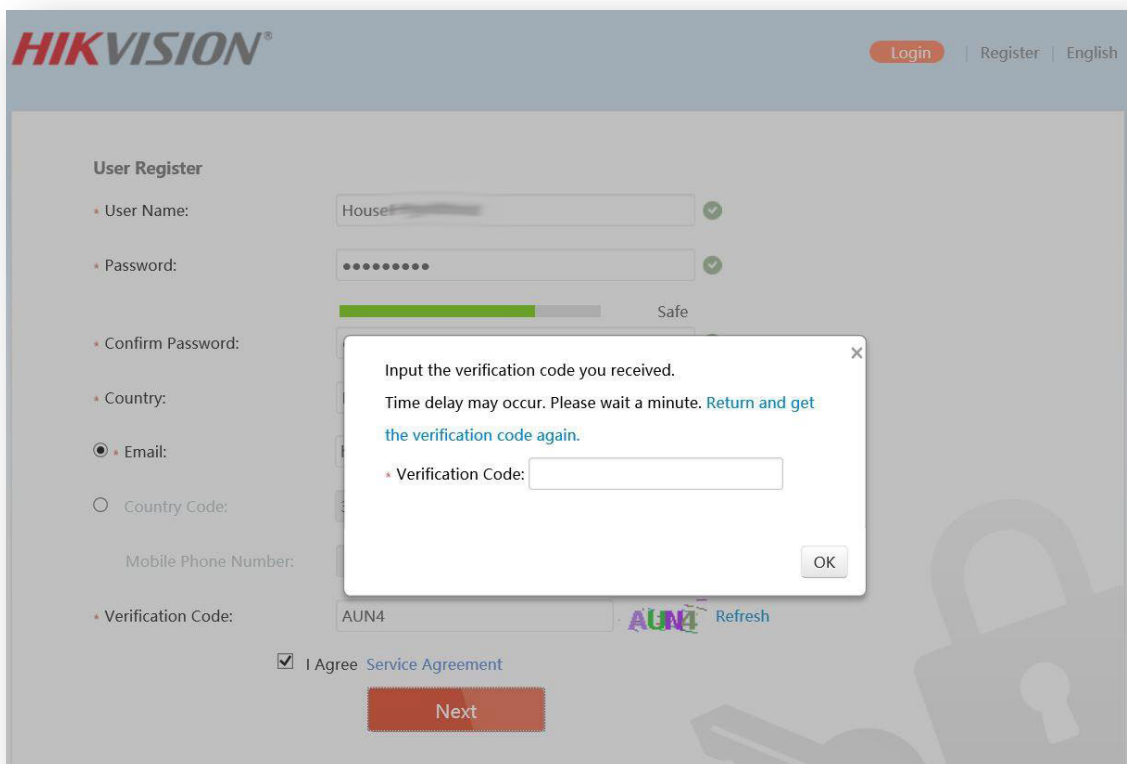 HIKVISION®
Login | Register | English
User Register
* User Name: House
* Password: •••••••••
Safe
* Confirm Password:
* Country:
* Email:
Country Code:
Mobile Phone Number:
Input the verification code you received.
Time delay may occur. Please wait a minute. Return and get
the verification code again.
* Verification Code:
OK
* Verification Code: AUN4 AUN4 Refresh
I Agree Service Agreement
Next